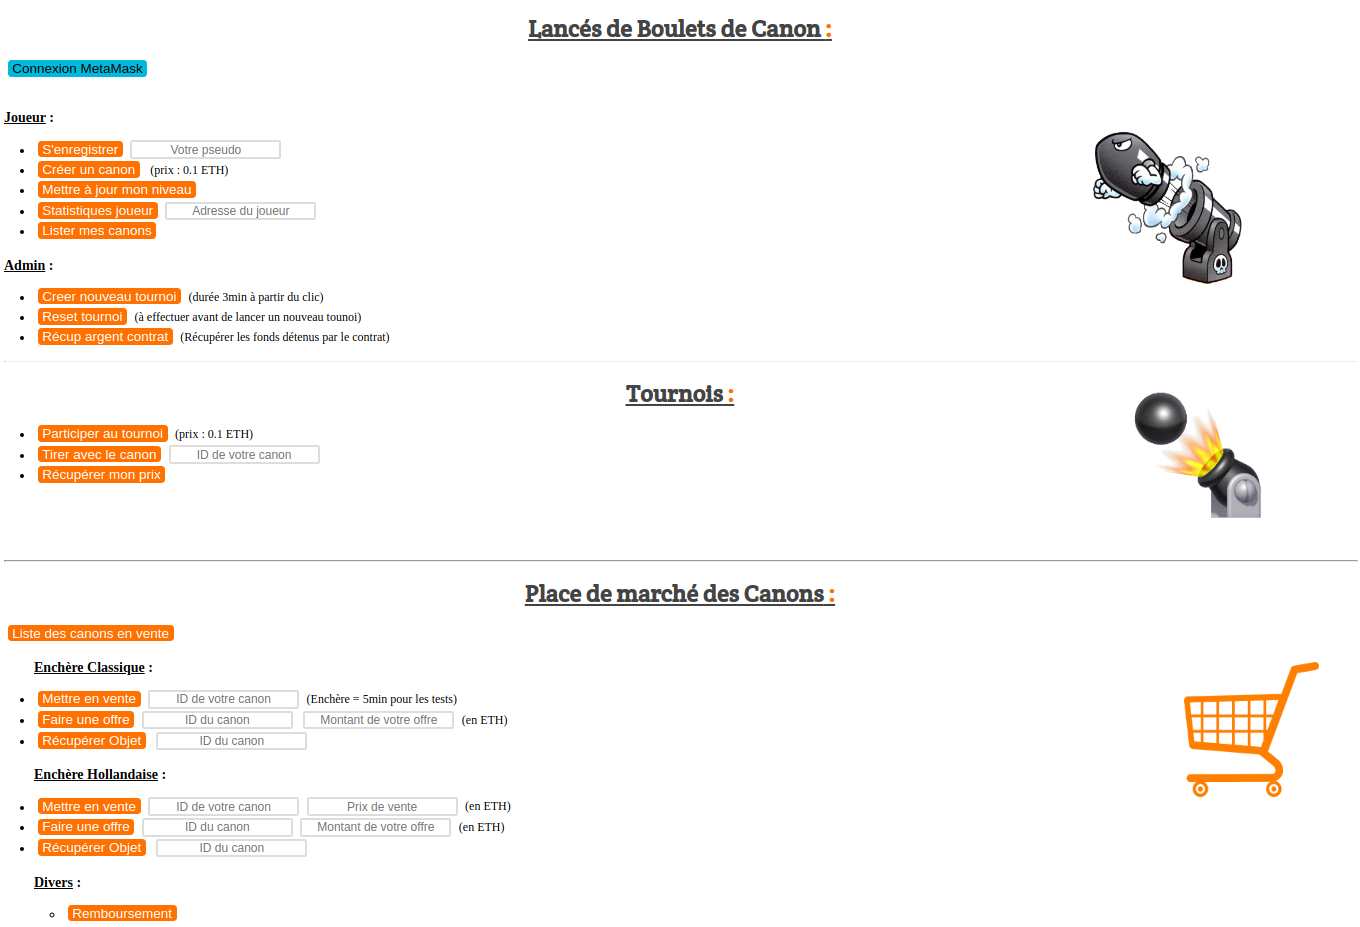 Lancés de Boulets de Canon :
Connexion MetaMask
Joueur :
S'enregistrer Votre pseudo
Créer un canon (prix : 0.1 ETH)
Mettre à jour mon niveau
Statistiques joueur Adresse du joueur
Lister mes canons
Admin :
Creer nouveau tournoi (durée 3min à partir du clic)
Reset tournoi (à effectuer avant de lancer un nouveau tounoi)
Récup argent contrat (Récupérer les fonds détenus par le contrat)
Tournois :
Participer au tournoi (prix : 0.1 ETH)
Tirer avec le canon ID de votre canon
Récupérer mon prix
Place de marché des Canons :
Liste des canons en vente
Enchère Classique :
Mettre en vente ID de votre canon (Enchère = 5min pour les tests)
Faire une offre ID du canon Montant de votre offre (en ETH)
Récupérer Objet ID du canon
Enchère Hollandaise :
Mettre en vente ID de votre canon Prix de vente (en ETH)
Faire une offre ID du canon Montant de votre offre (en ETH)
Récupérer Objet ID du canon
Divers :
Remboursement